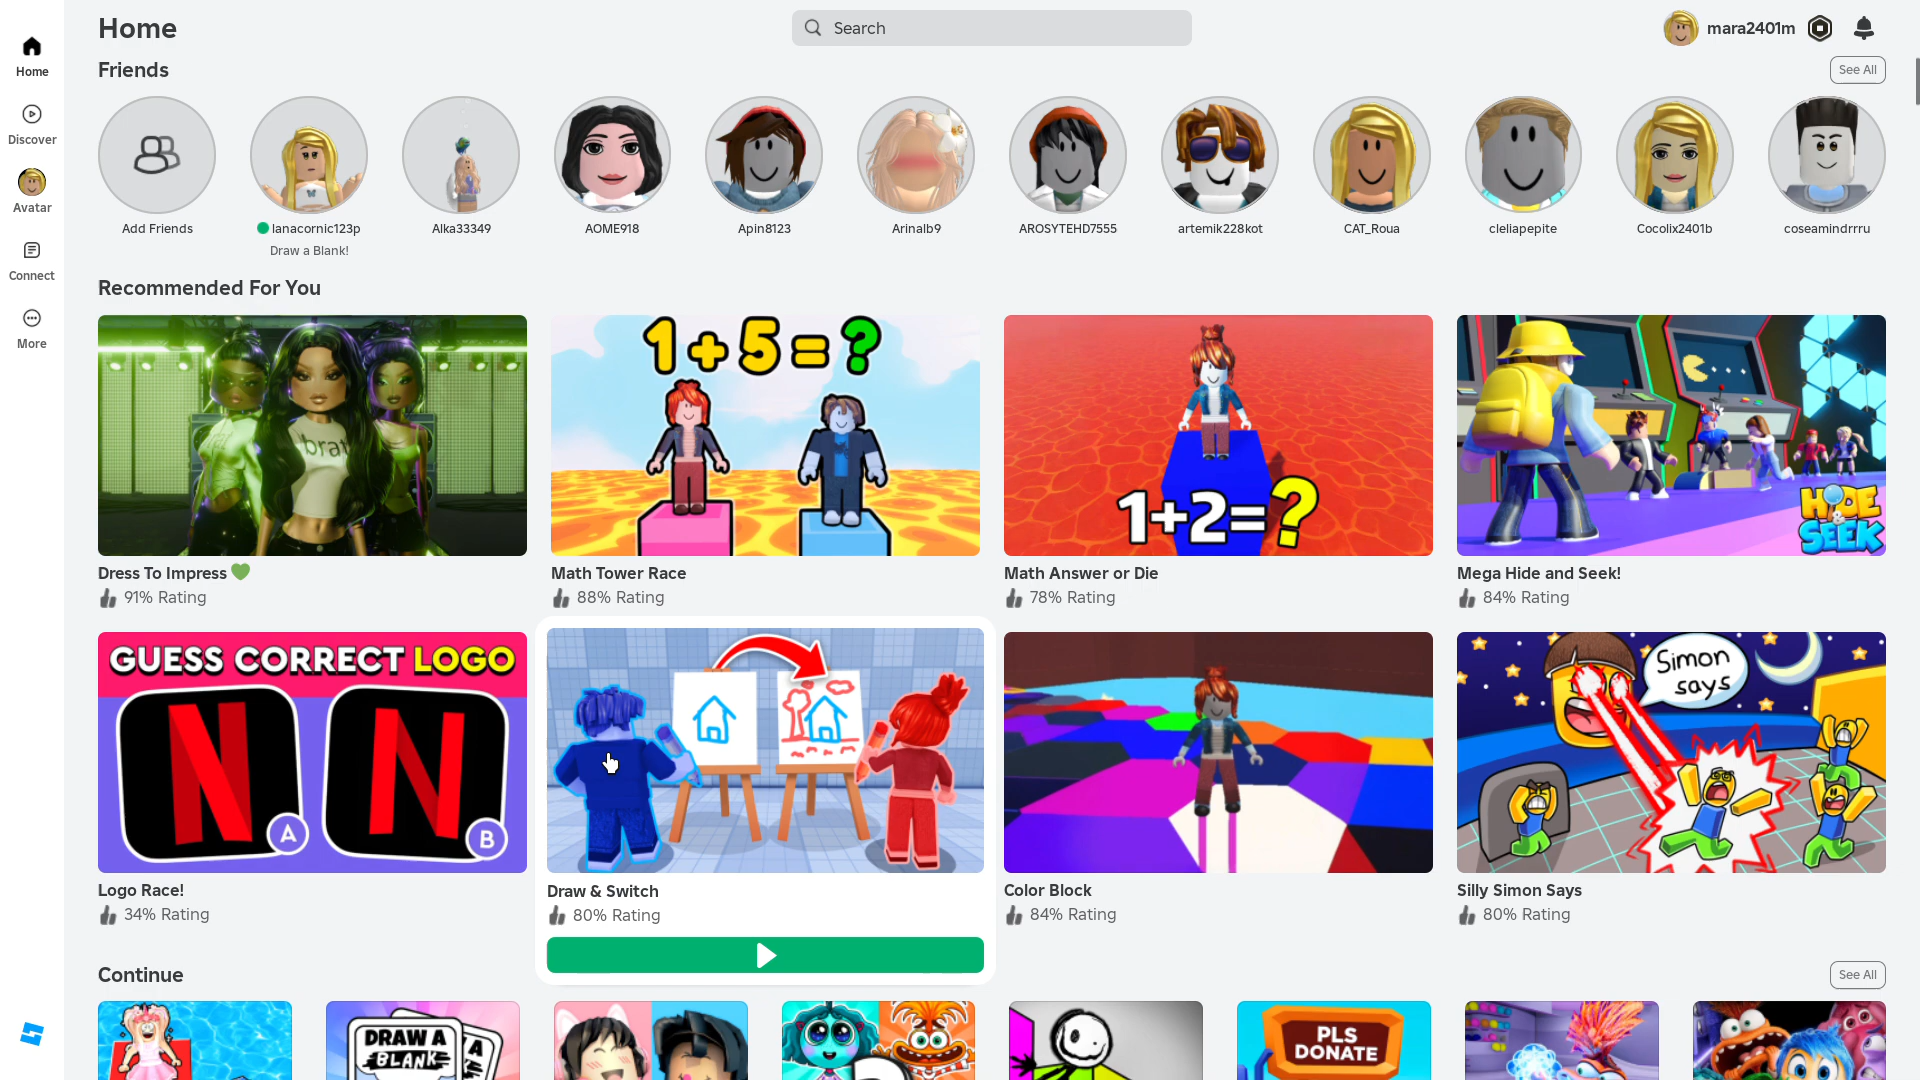 Home
Search
mara2401m
Home
Discover
Avatar
Connect
More
Friends
See All
Add Friends
lanacornic123p
Draw a Blank!
Alka33349
AOME918
Apin8123
Arinalb9
AROSYTEHD7555
artemik228kot
CAT_Roua
cleliapepite
Cocolix2401b
coseamindrrru
Recommended For You
brat
1+5=?
1+2=?
HIDE
&
SEEK
Dress To Impress 💚
91% Rating
Math Tower Race
88% Rating
Math Answer or Die
78% Rating
Mega Hide and Seek!
84% Rating
GUESS CORRECT LOGO
N
N
A
B
Simon
says
Logo Race!
34% Rating
Draw & Switch
80% Rating
Color Block
84% Rating
Silly Simon Says
80% Rating
Continue
See All
DRAW A
BLANK
PLS
DONATE